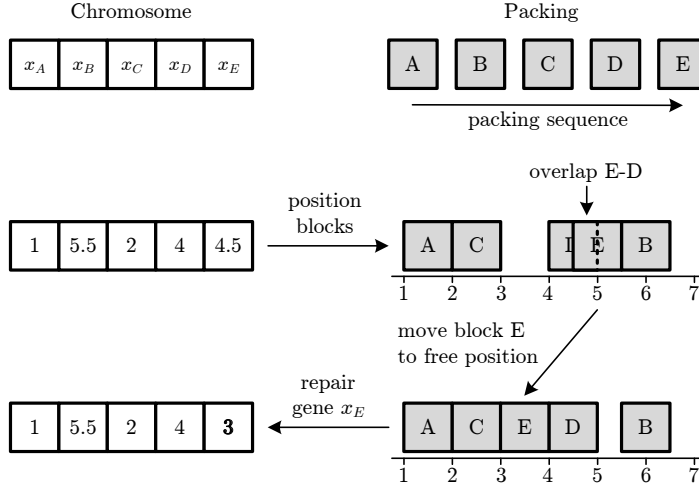 Chromosome Packing
x_A x_B x_C x_D x_E A B C D E
packing sequence
overlap E-D
position
blocks
1 5.5 2 4 4.5 A C D E B
1 2 3 4 5 6 7
move block E
to free position
repair
gene x_E
1 5.5 2 4 3 A C E D B
1 2 3 4 5 6 7